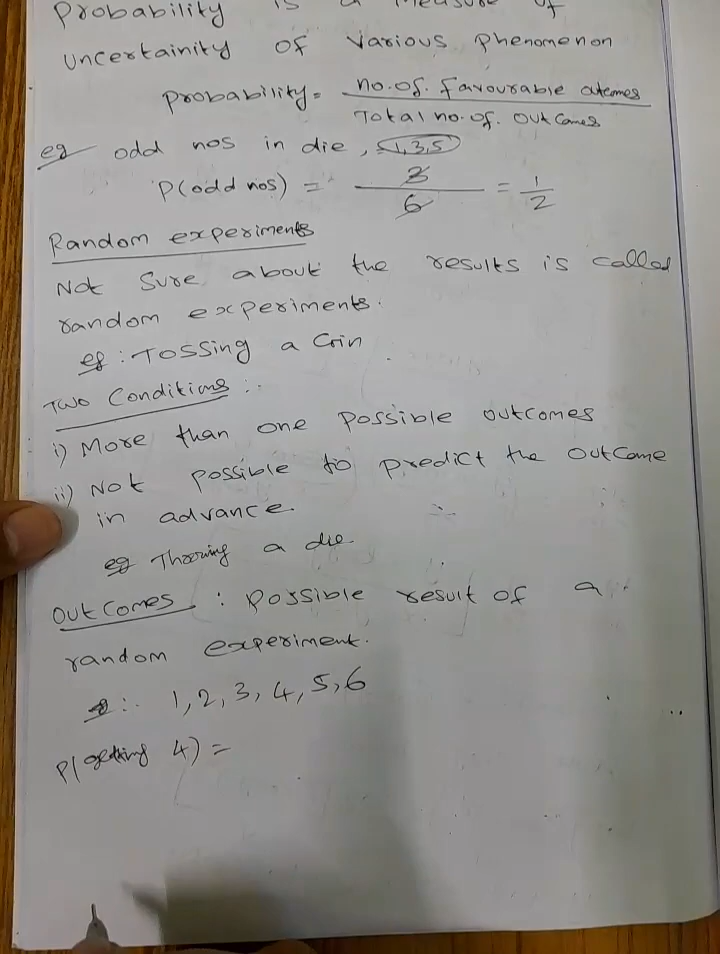 Probability is a measure of
uncertainity of various phenomenon
probability = no. of. favourable outcomes
Total no. of. outcomes
eg odd nos in die, 1,3,5
P(odd nos) = 3/6 = 1/2
Random experiments
Not Sure about the results is called
random experiments.
eg: Tossing a Coin
Two Conditions :.
i) More than one possible outcomes
ii) Not possible to predict the outcome
in advance.
eg Throwing a die
Outcomes : possible result of a
random experiment.
eg:. 1, 2, 3, 4, 5, 6
P(getting 4) =